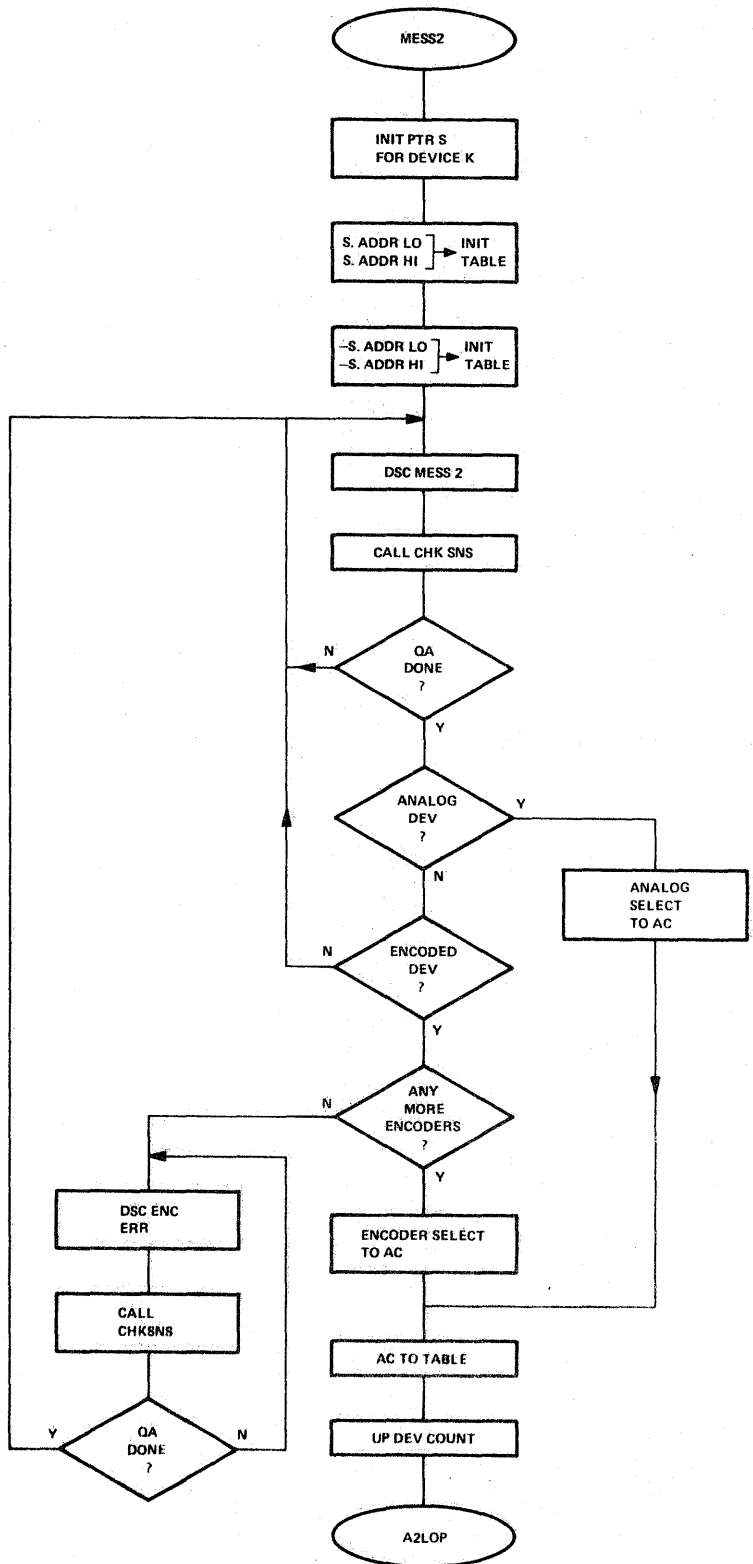 MESS2
INIT PTR S
FOR DEVICE K
S. ADDR LO
S. ADDR HI
INIT
TABLE
–S. ADDR LO
–S. ADDR HI
INIT
TABLE
DSC MESS 2
CALL CHK SNS
QA
DONE
?
N
Y
ANALOG
DEV
?
Y
N
ANALOG
SELECT
TO AC
ENCODED
DEV
?
N
Y
ANY
MORE
ENCODERS
?
N
Y
DSC ENC
ERR
CALL
CHKSNS
QA
DONE
?
Y
N
ENCODER SELECT
TO AC
AC TO TABLE
UP DEV COUNT
A2LOP